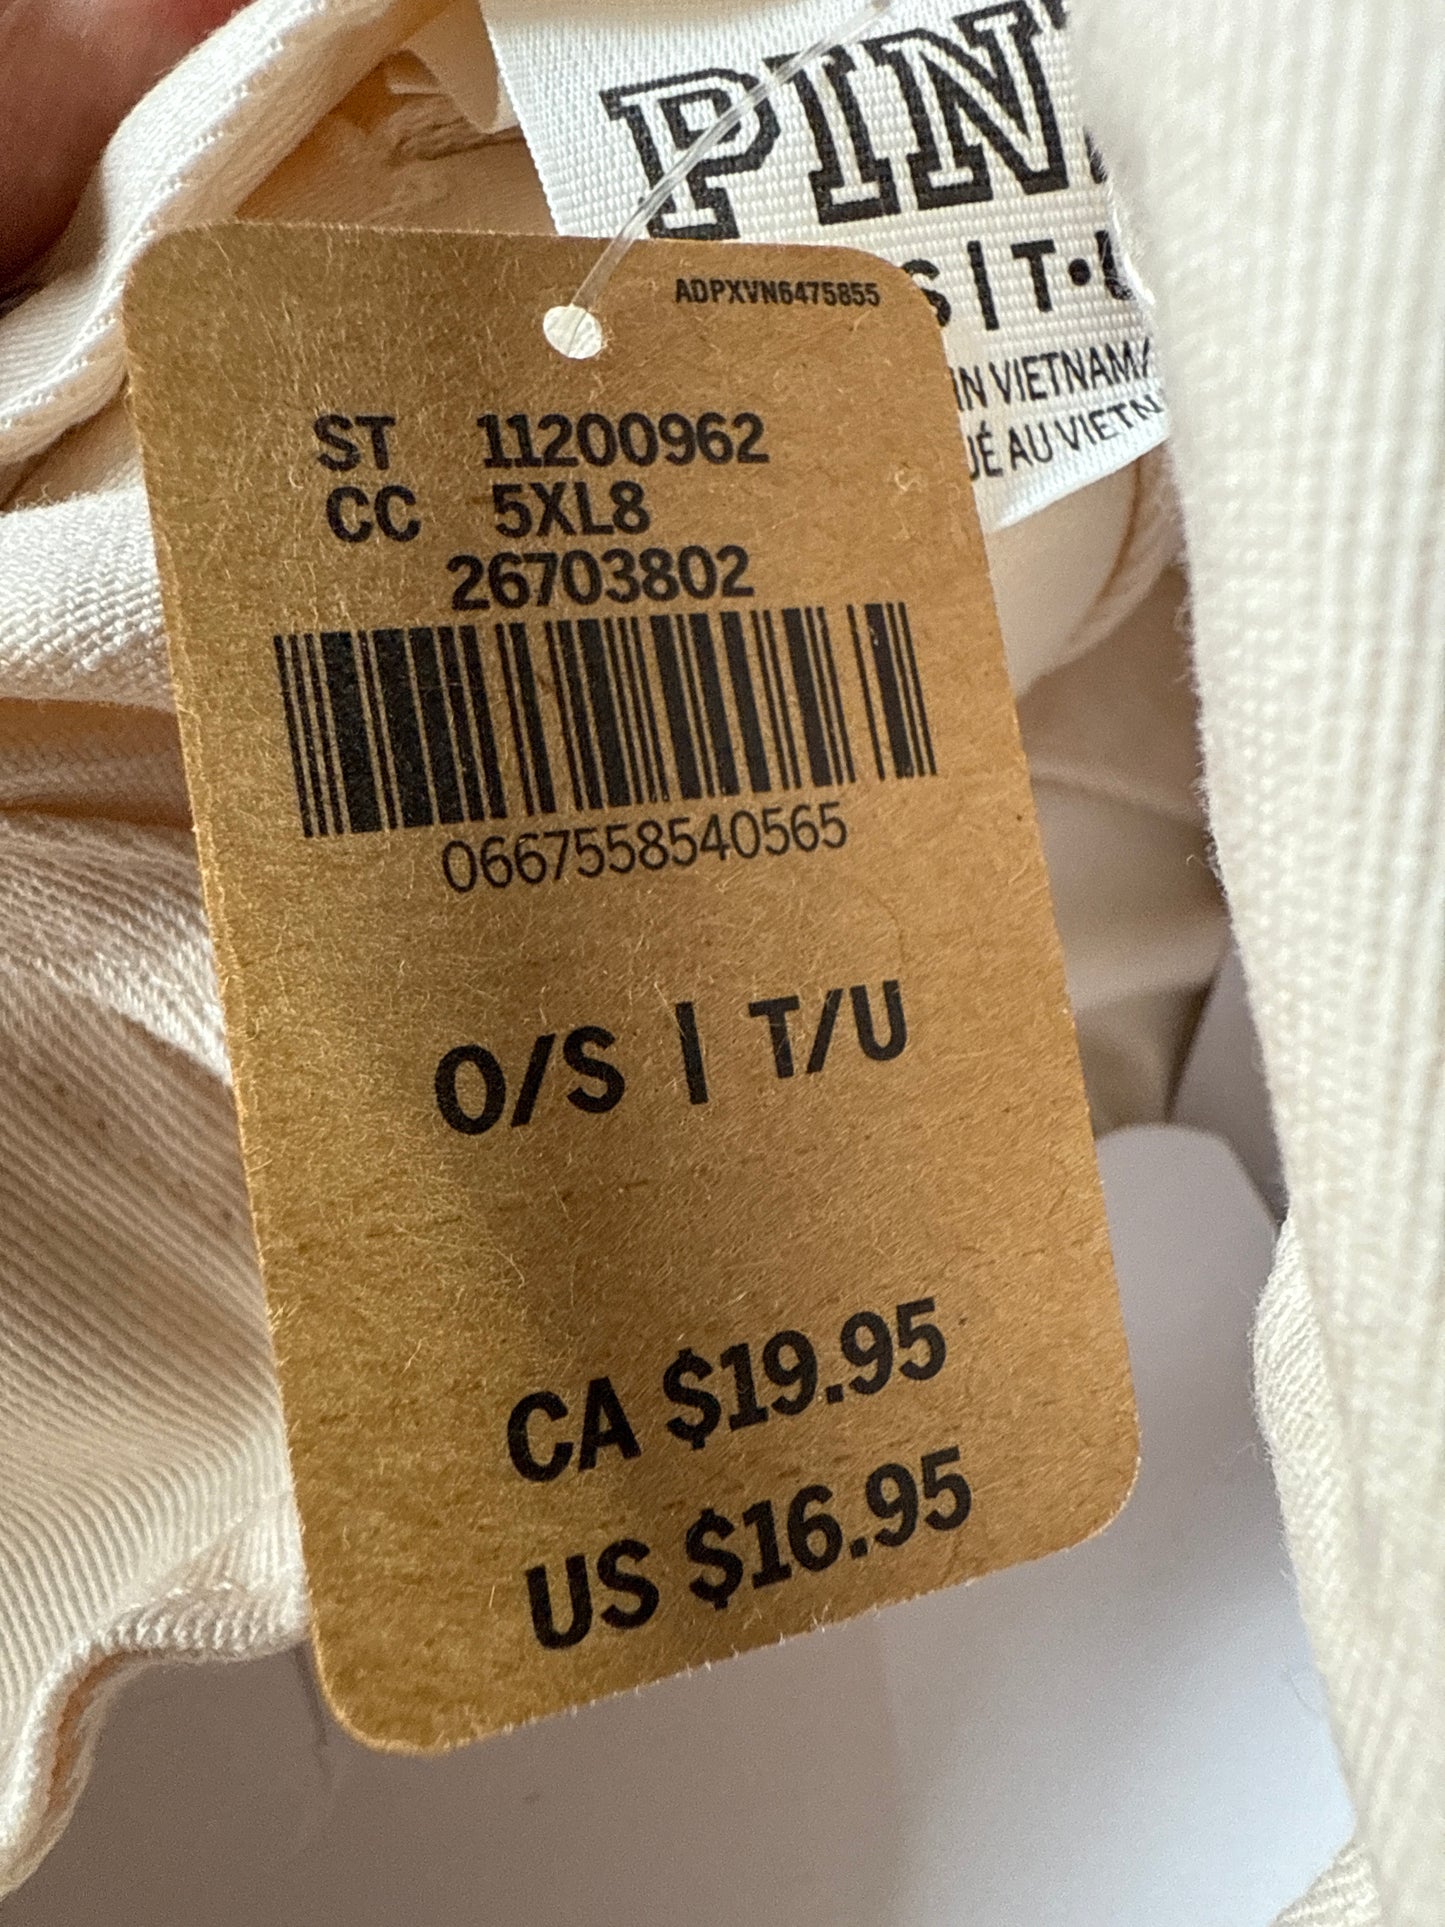 PIN
S | T•U
IN VIETNAM/
UÉ AU VIETN
ADPXVN6475855
ST 11200962
CC 5XL8
26703802
0667558540565
O/S | T/U
CA $19.95
US $16.95